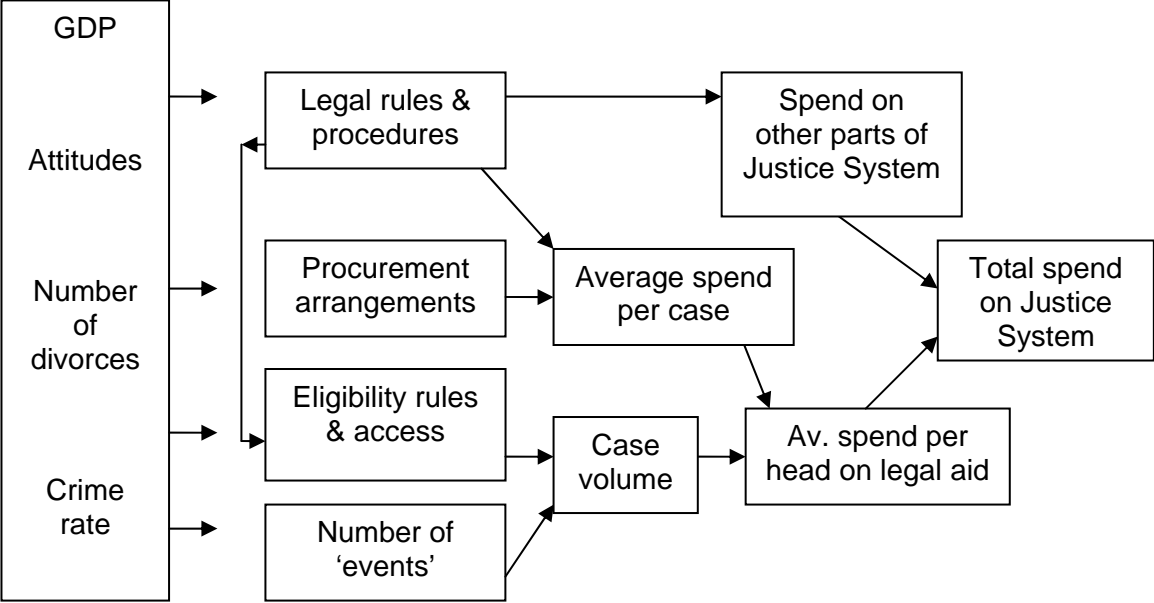 GDP
Attitudes
Number
of
divorces
Crime
rate
Legal rules &
procedures
Procurement
arrangements
Eligibility rules
& access
Number of
‘events’
Average spend
per case
Case
volume
Spend on
other parts of
Justice System
Av. spend per
head on legal aid
Total spend
on Justice
System